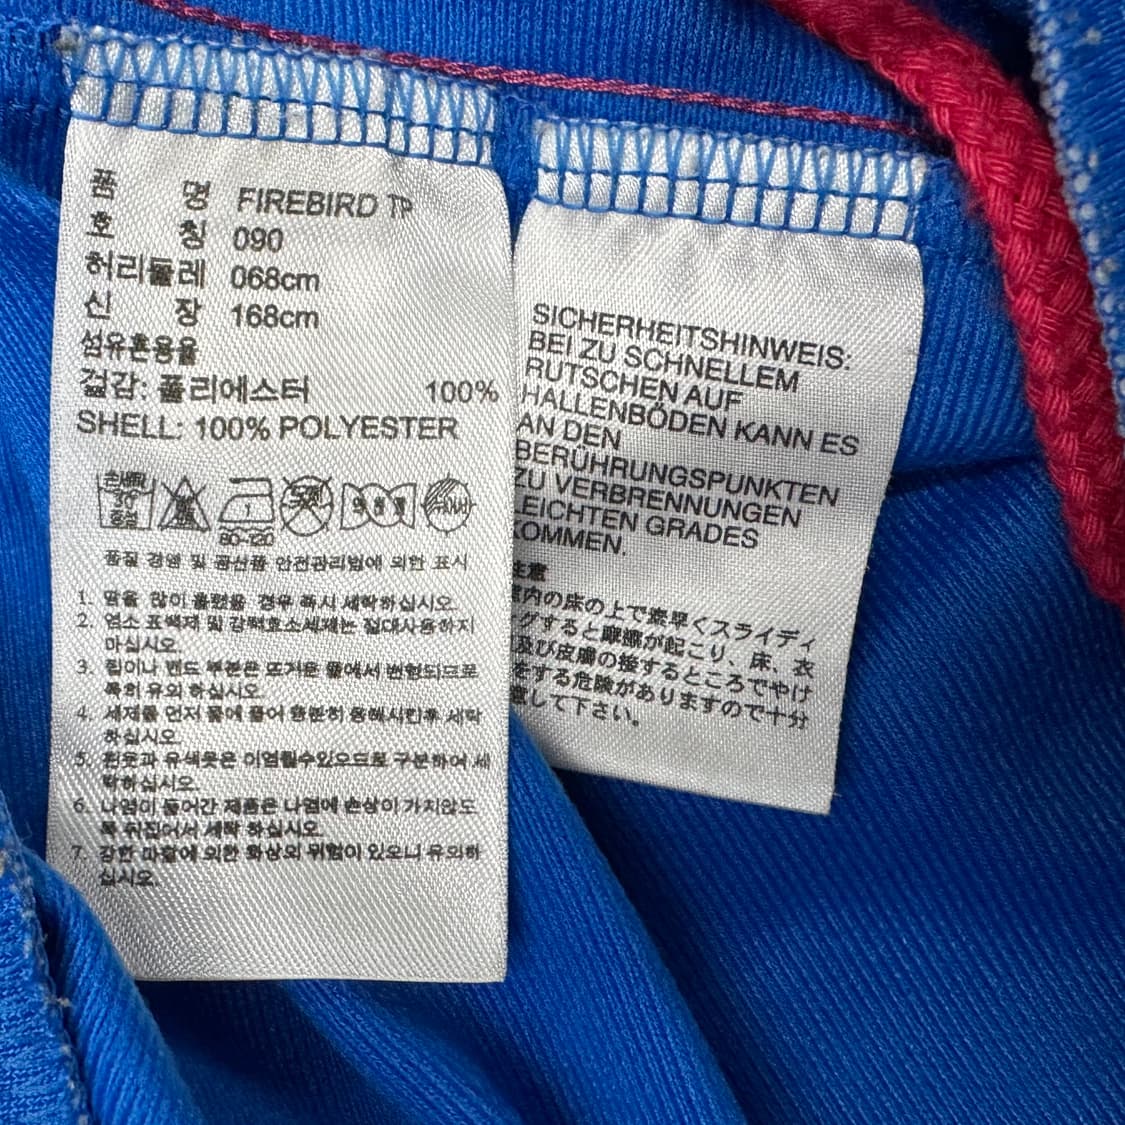 품 명 FIREBIRD TP
호 칭 090
허리둘레 068cm
신 장 168cm
섬유혼용율
겉감: 폴리에스터 100%
SHELL: 100% POLYESTER
손세탁
30°
중성
80~120
품질 경영 및 공산품 안전관리법에 의한 표시
1. 땀을 많이 흘렸을 경우 즉시 세탁하십시오.
2. 염소 표백제 및 강력효소세제는 절대사용하지
마십시오.
3. 립이나 밴드 부분은 뜨거운 물에서 변형되므로
특히 유의 하십시오.
4. 세제를 먼저 물에 풀어 충분히 용해시킨후 세탁
하십시오.
5. 흰옷과 유색옷은 이염될수있으므로 구분하여 세
탁하십시오.
6. 나염이 들어간 제품은 나염에 손상이 가지않도
록 뒤집어서 세탁 하십시오.
7. 강한 마찰에 의한 화상의 위험이 있으니 유의하
십시오.
SICHERHEITSHINWEIS:
BEI ZU SCHNELLEM
RUTSCHEN AUF
HALLENBÖDEN KANN ES
AN DEN
BERÜHRUNGSPUNKTEN
ZU VERBRENNUNGEN
LEICHTEN GRADES
KOMMEN.
注意
室内の床の上で素早くスライディ
ングすると摩擦が起こり、床、衣
及び皮膚の接するところでやけ
をする危険がありますので十分
意して下さい。